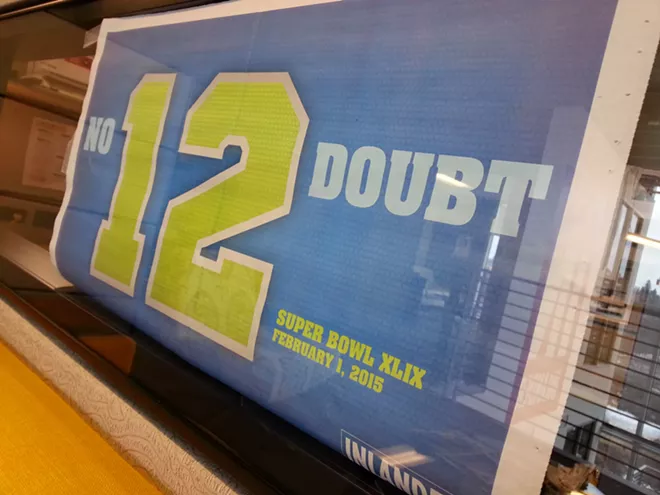 NO 12 DOUBT
SUPER BOWL XLIX
FEBRUARY 1, 2015